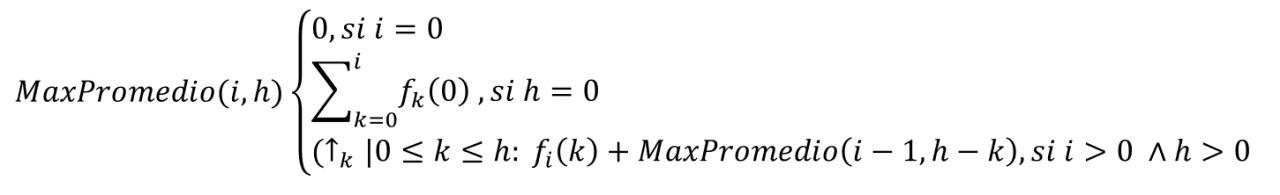 0, si i = 0
MaxPromedio(i, h) { ∑_{k=0}^{i} f_k(0) , si h = 0
(↑_k |0 ≤ k ≤ h: f_i(k) + MaxPromedio(i − 1, h − k), si i > 0 ∧ h > 0